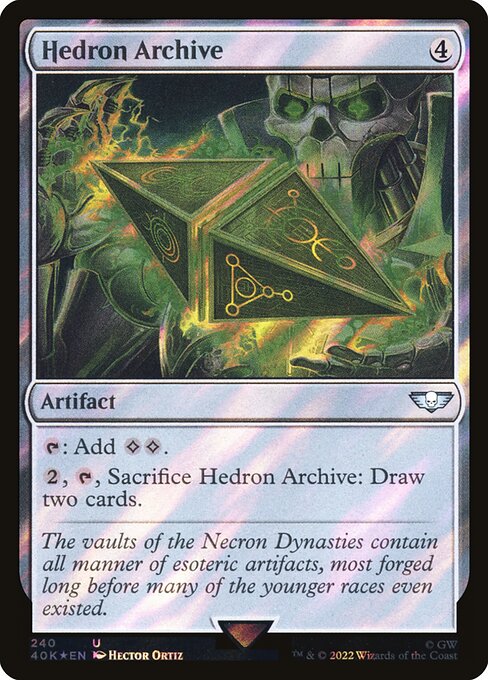 Hedron Archive 4
Artifact
: Add .
2, , Sacrifice Hedron Archive: Draw
two cards.
The vaults of the Necron Dynasties contain
all manner of esoteric artifacts, most forged
long before many of the younger races even
existed.
240 U © GW
40K★EN Hector Ortiz ™ & © 2022 Wizards of the Coast